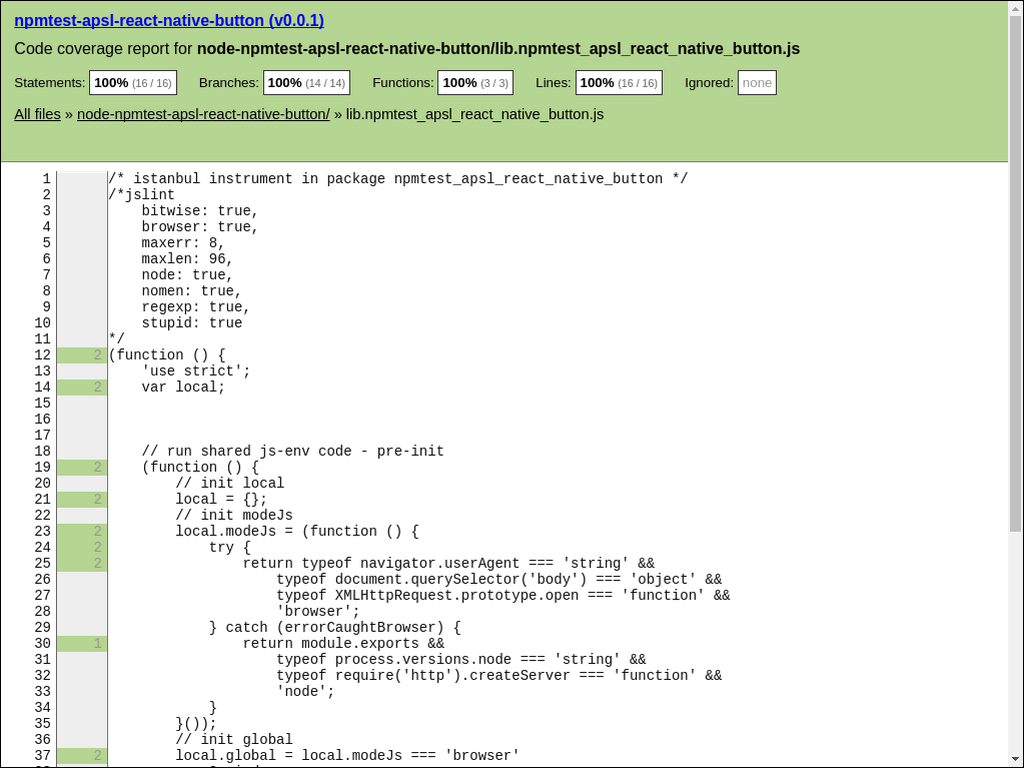 npmtest-apsl-react-native-button (v0.0.1)
Code coverage report for node-npmtest-apsl-react-native-button/lib.npmtest_apsl_react_native_button.js
Statements: 100% (16 / 16) Branches: 100% (14 / 14) Functions: 100% (3 / 3) Lines: 100% (16 / 16) Ignored: none
All files » node-npmtest-apsl-react-native-button/ » lib.npmtest_apsl_react_native_button.js
1 /* istanbul instrument in package npmtest_apsl_react_native_button */
2 /*jslint
3     bitwise: true,
4     browser: true,
5     maxerr: 8,
6     maxlen: 96,
7     node: true,
8     nomen: true,
9     regexp: true,
10     stupid: true
11 */
12 2 (function () {
13     'use strict';
14 2     var local;
15
16
17
18     // run shared js-env code - pre-init
19 2     (function () {
20         // init local
21 2         local = {};
22         // init modeJs
23 2         local.modeJs = (function () {
24 2             try {
25 2                 return typeof navigator.userAgent === 'string' &&
26                     typeof document.querySelector('body') === 'object' &&
27                     typeof XMLHttpRequest.prototype.open === 'function' &&
28                     'browser';
29             } catch (errorCaughtBrowser) {
30 1                 return module.exports &&
31                     typeof process.versions.node === 'string' &&
32                     typeof require('http').createServer === 'function' &&
33                     'node';
34             }
35         }());
36         // init global
37 2         local.global = local.modeJs === 'browser'